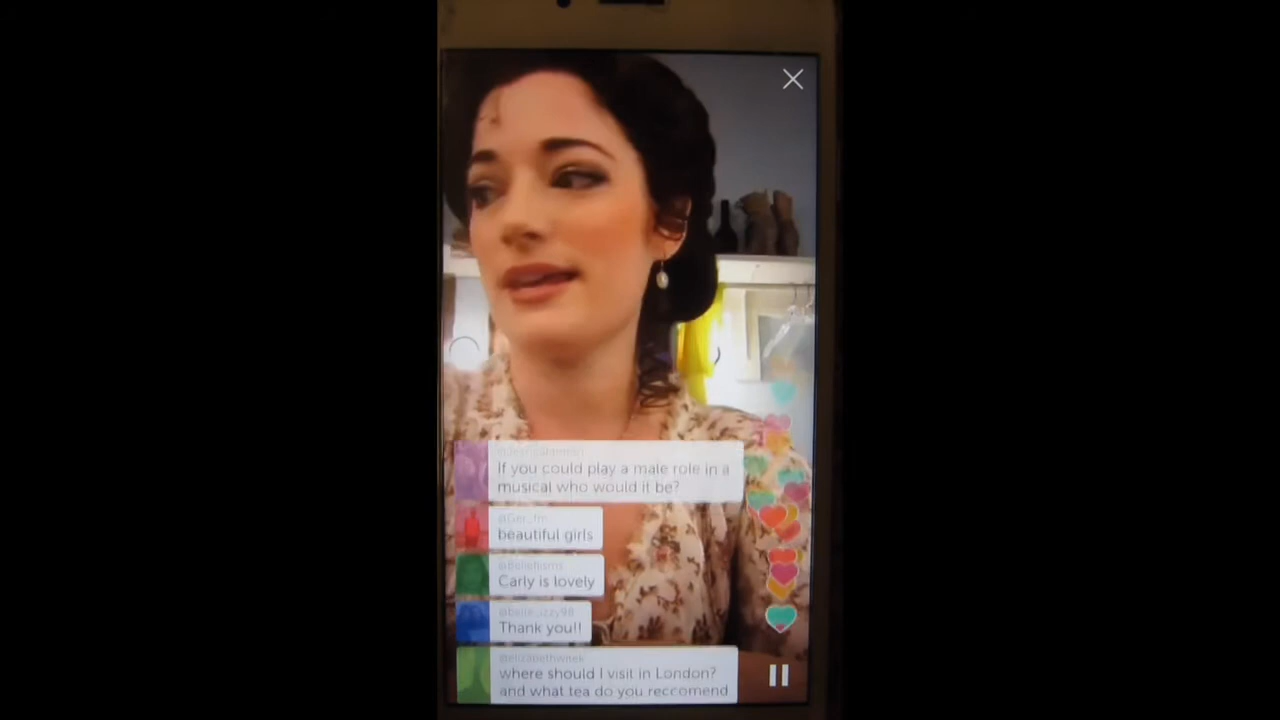 If you could play a male role in a
musical who would it be?
beautiful girls
Carly is lovely
@belle_izzy98
Thank you!!
where should I visit in London?
and what tea do you reccomend